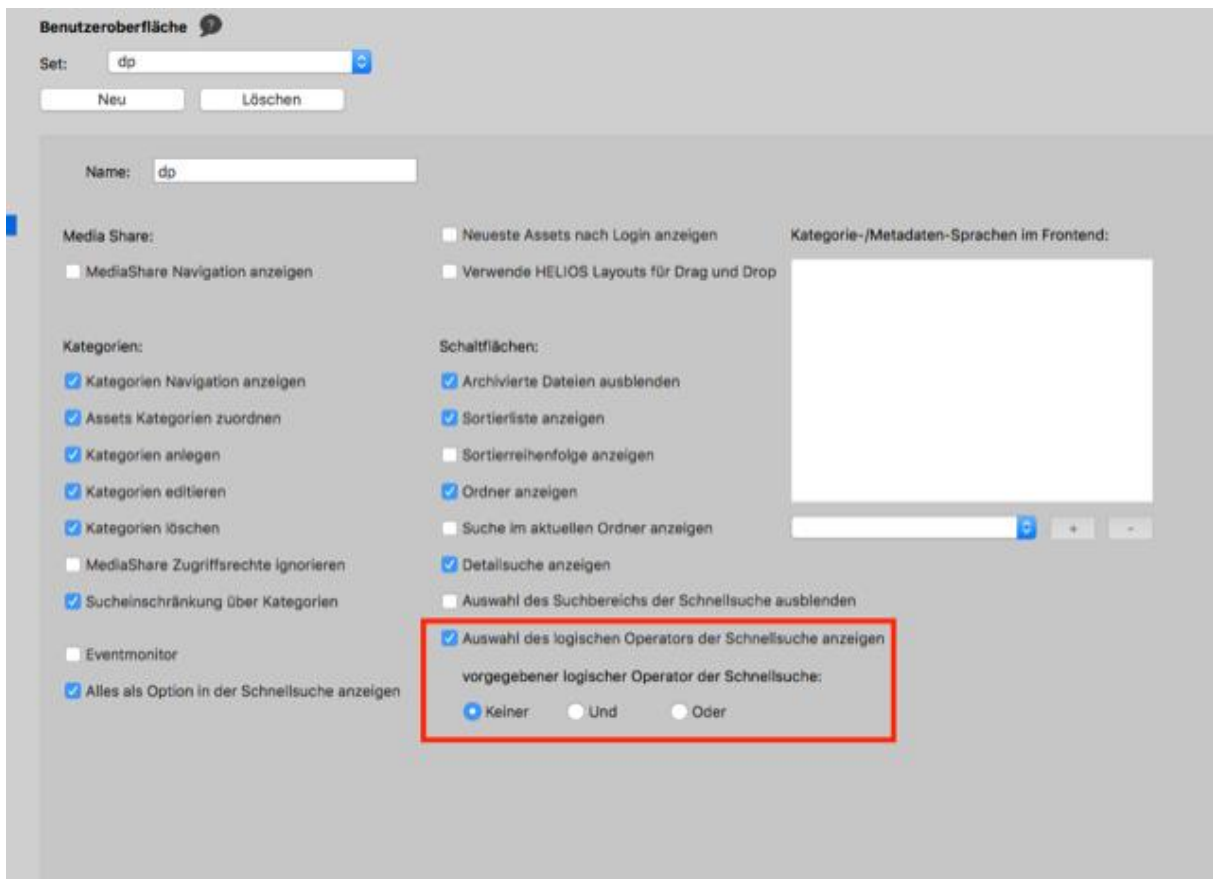 Benutzeroberfläche ?
Set: dp
Neu Löschen
Name: dp
Media Share:
MediaShare Navigation anzeigen
Neueste Assets nach Login anzeigen
Verwende HELIOS Layouts für Drag und Drop
Kategorie-/Metadaten-Sprachen im Frontend:
+ -
Kategorien:
Kategorien Navigation anzeigen
Assets Kategorien zuordnen
Kategorien anlegen
Kategorien editieren
Kategorien löschen
MediaShare Zugriffsrechte ignorieren
Sucheinschränkung über Kategorien
Eventmonitor
Alles als Option in der Schnellsuche anzeigen
Schaltflächen:
Archivierte Dateien ausblenden
Sortierliste anzeigen
Sortierreihenfolge anzeigen
Ordner anzeigen
Suche im aktuellen Ordner anzeigen
Detailsuche anzeigen
Auswahl des Suchbereichs der Schnellsuche ausblenden
Auswahl des logischen Operators der Schnellsuche anzeigen
vorgegebener logischer Operator der Schnellsuche:
Keiner Und Oder